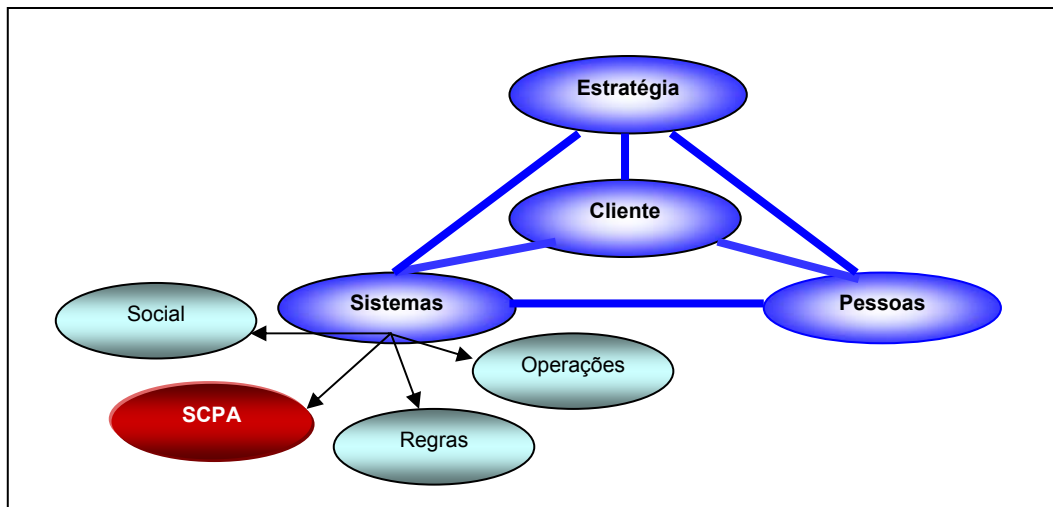 Estratégia
Cliente
Sistemas
Pessoas
Social
Operações
SCPA
Regras